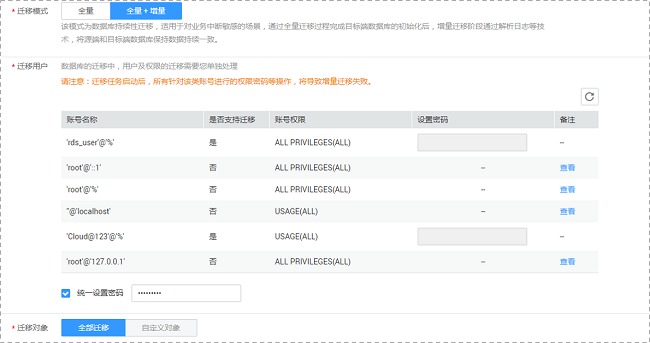 * 迁移模式 全量 全量+增量
该模式为数据库持续性迁移，适用于对业务中断敏感的场景，通过全量迁移过程完成目标端数据库的初始化后，增量迁移阶段通过解析日志等技
术，将源端和目标端数据库保持数据持续一致。
* 迁移用户 数据库的迁移中，用户及权限的迁移需要您单独处理
请注意：迁移任务启动后，所有针对该类账号进行的权限密码等操作，将导致增量迁移失败。
账号名称 是否支持迁移 账号权限 设置密码 备注
'rds_user'@'%' 是 ALL PRIVILEGES(ALL) --
'root'@'::1' 否 ALL PRIVILEGES(ALL) -- 查看
'root'@'%' 否 ALL PRIVILEGES(ALL) -- 查看
''@'localhost' 否 USAGE(ALL) -- 查看
'Cloud@123'@'%' 是 USAGE(ALL) --
'root'@'127.0.0.1' 否 ALL PRIVILEGES(ALL) -- 查看
统一设置密码 •••••••••
* 迁移对象 全部迁移 自定义对象